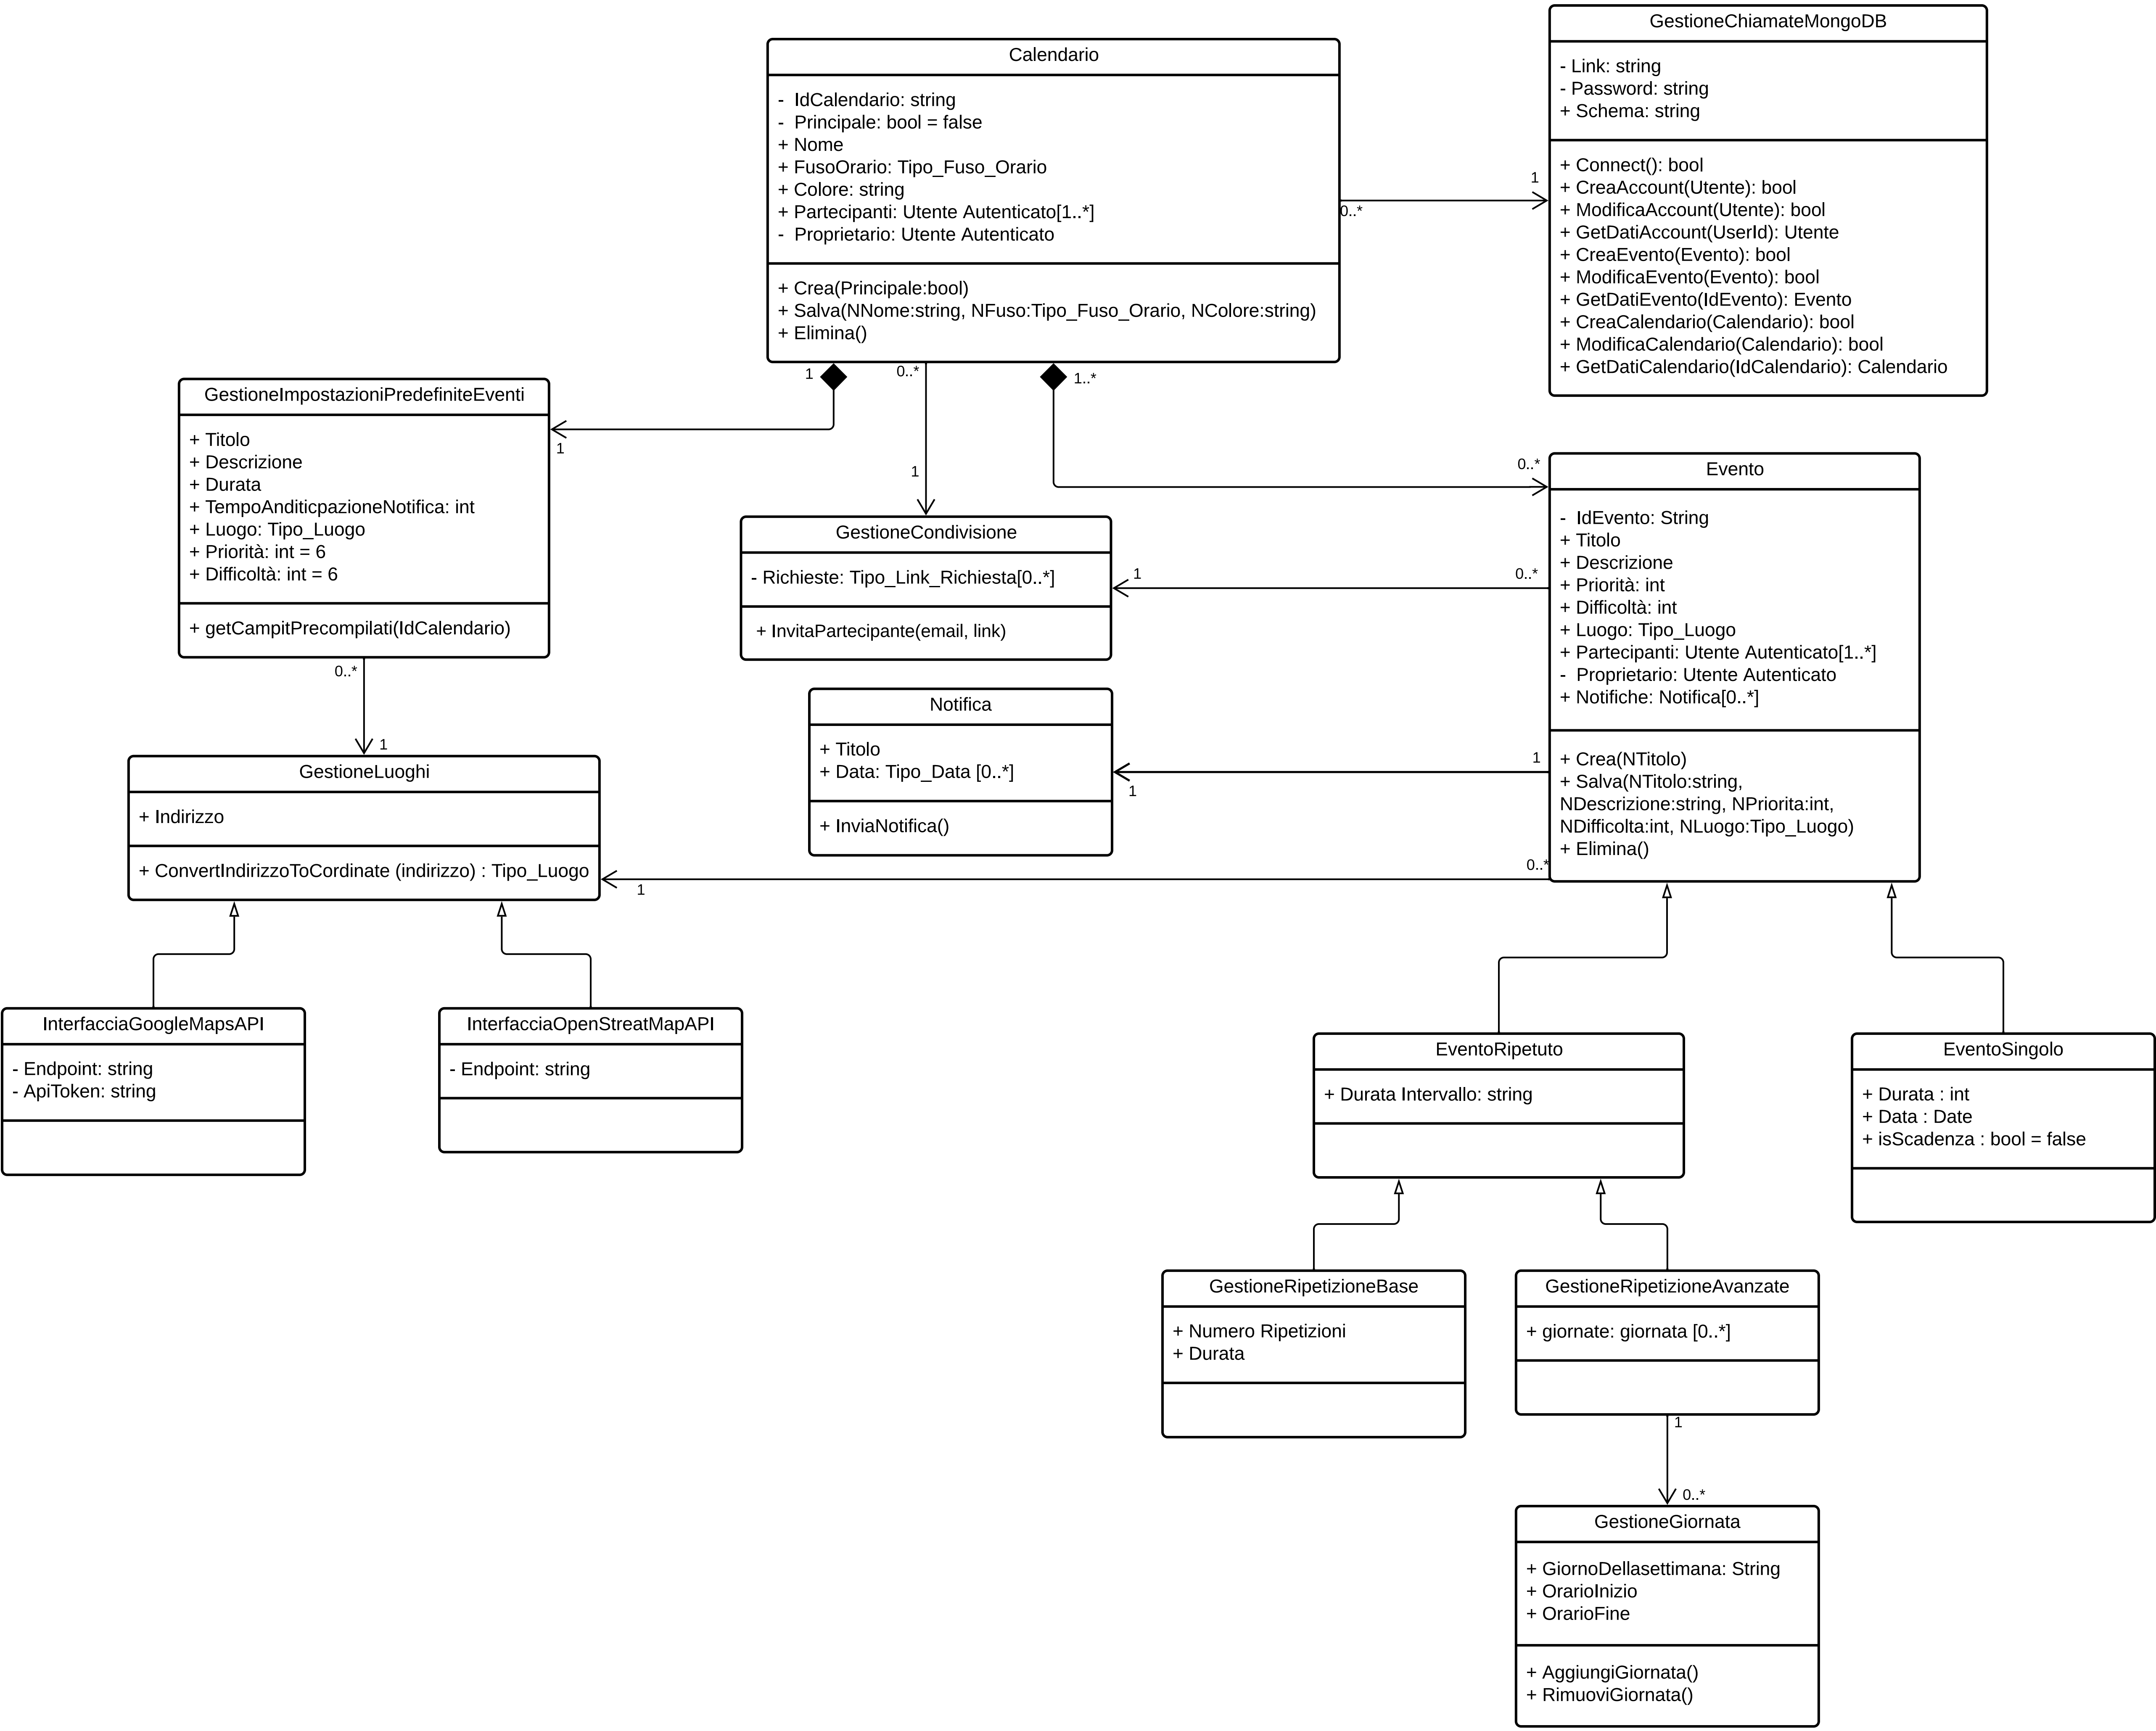 GestioneChiamateMongoDB
- Link: string
- Password: string
+ Schema: string
+ Connect(): bool
+ CreaAccount(Utente): bool
+ ModificaAccount(Utente): bool
+ GetDatiAccount(UserId): Utente
+ CreaEvento(Evento): bool
+ ModificaEvento(Evento): bool
+ GetDatiEvento(IdEvento): Evento
+ CreaCalendario(Calendario): bool
+ ModificaCalendario(Calendario): bool
+ GetDatiCalendario(IdCalendario): Calendario
Calendario
- IdCalendario: string
- Principale: bool = false
+ Nome
+ FusoOrario: Tipo_Fuso_Orario
+ Colore: string
+ Partecipanti: Utente Autenticato[1..*]
- Proprietario: Utente Autenticato
+ Crea(Principale:bool)
+ Salva(NNome:string, NFuso:Tipo_Fuso_Orario, NColore:string)
+ Elimina()
1
0..*
1
0..*
1..*
GestioneImpostazioniPredefiniteEventi
+ Titolo
+ Descrizione
+ Durata
+ TempoAnditicpazioneNotifica: int
+ Luogo: Tipo_Luogo
+ Priorità: int = 6
+ Difficoltà: int = 6
+ getCampitPrecompilati(IdCalendario)
1
1
0..*
GestioneCondivisione
- Richieste: Tipo_Link_Richiesta[0..*]
+ InvitaPartecipante(email, link)
1
0..*
Evento
- IdEvento: String
+ Titolo
+ Descrizione
+ Priorità: int
+ Difficoltà: int
+ Luogo: Tipo_Luogo
+ Partecipanti: Utente Autenticato[1..*]
- Proprietario: Utente Autenticato
+ Notifiche: Notifica[0..*]
+ Crea(NTitolo)
+ Salva(NTitolo:string,
NDescrizione:string, NPriorita:int,
NDifficolta:int, NLuogo:Tipo_Luogo)
+ Elimina()
0..*
1
Notifica
+ Titolo
+ Data: Tipo_Data [0..*]
+ InviaNotifica()
1
1
GestioneLuoghi
+ Indirizzo
+ ConvertIndirizzoToCordinate (indirizzo) : Tipo_Luogo
1
0..*
InterfacciaGoogleMapsAPI
- Endpoint: string
- ApiToken: string
InterfacciaOpenStreatMapAPI
- Endpoint: string
EventoRipetuto
+ Durata Intervallo: string
EventoSingolo
+ Durata : int
+ Data : Date
+ isScadenza : bool = false
GestioneRipetizioneBase
+ Numero Ripetizioni
+ Durata
GestioneRipetizioneAvanzate
+ giornate: giornata [0..*]
1
0..*
GestioneGiornata
+ GiornoDellasettimana: String
+ OrarioInizio
+ OrarioFine
+ AggiungiGiornata()
+ RimuoviGiornata()